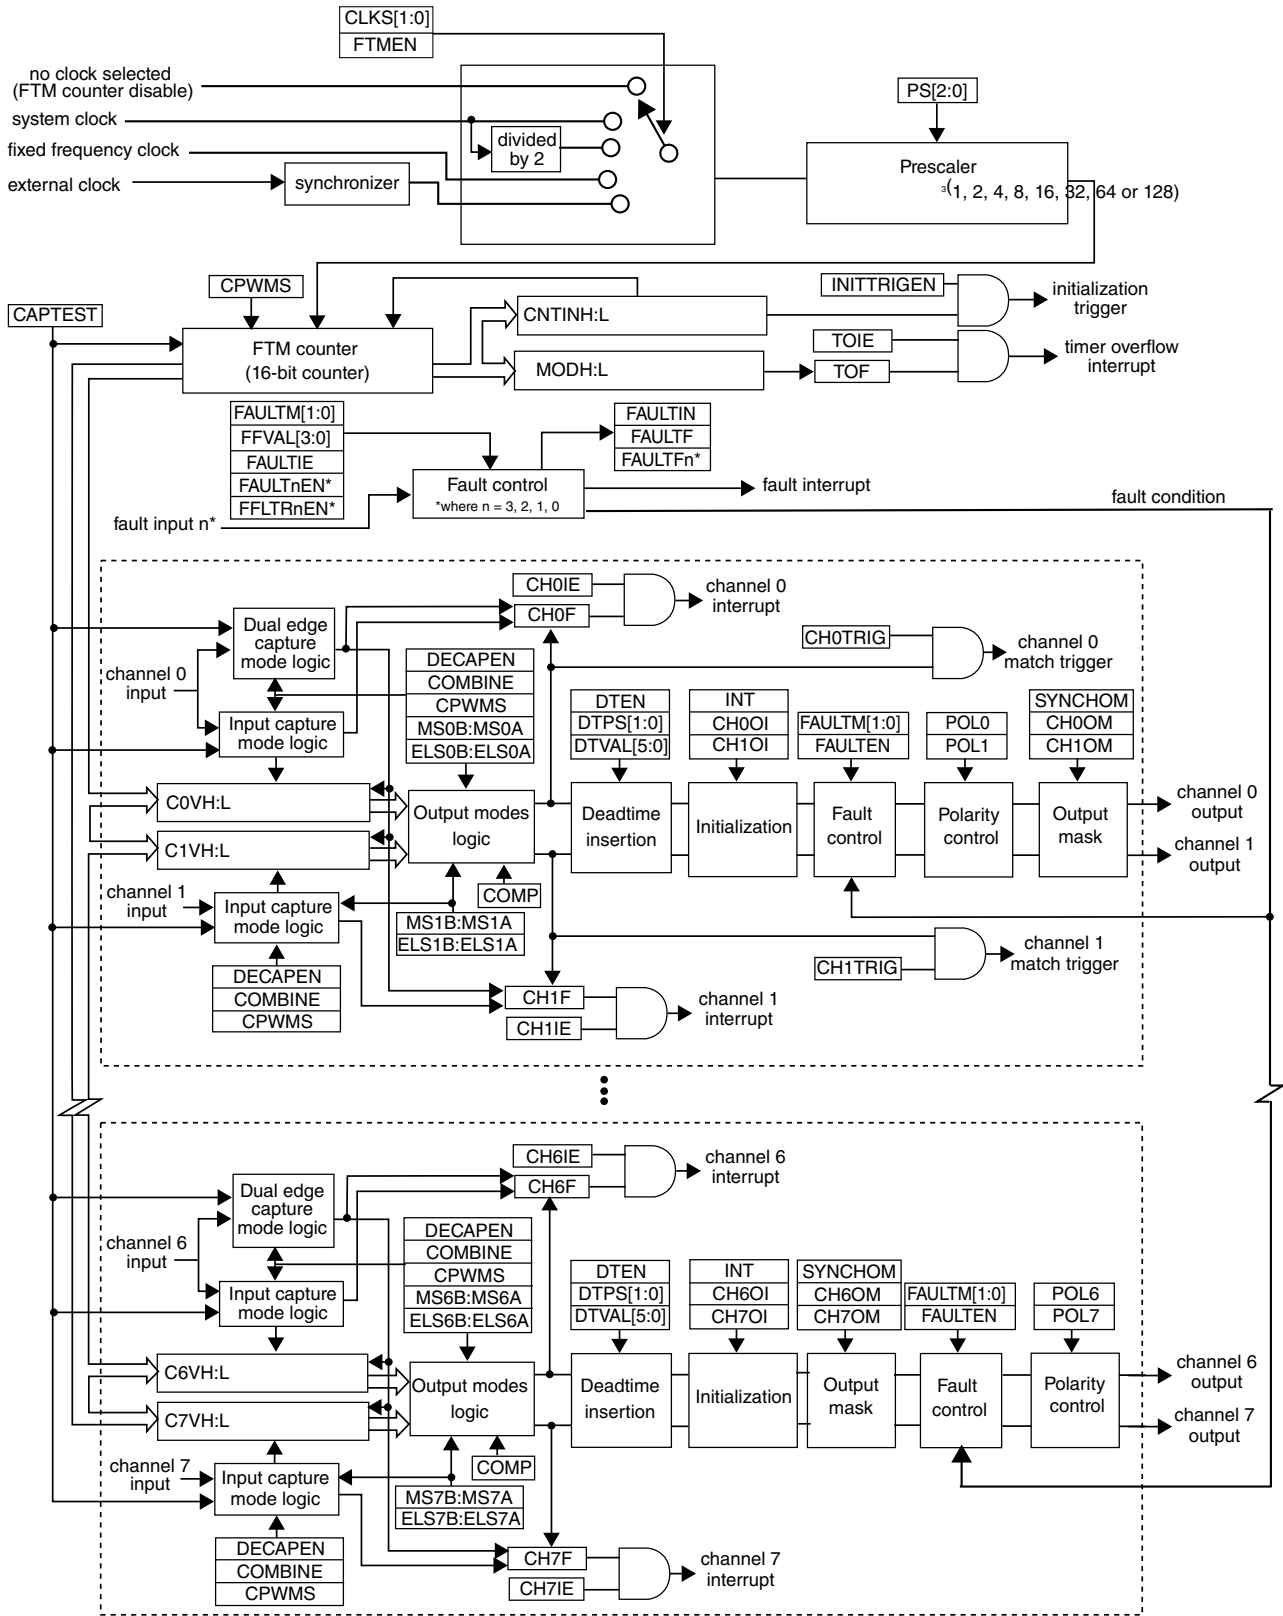 CLKS[1:0]
FTMEN
no clock selected
(FTM counter disable)
system clock
fixed frequency clock
external clock
synchronizer
divided
by 2
PS[2:0]
Prescaler
3(1, 2, 4, 8, 16, 32, 64 or 128)
CAPTEST
CPWMS
FTM counter
(16-bit counter)
CNTINH:L
MODH:L
INITTRIGEN
initialization
trigger
TOIE
TOF
timer overflow
interrupt
FAULTM[1:0]
FFVAL[3:0]
FAULTIE
FAULTnEN*
FFLTRnEN*
fault input n*
Fault control
*where n = 3, 2, 1, 0
FAULTIN
FAULTF
FAULTFn*
fault interrupt
fault condition
CH0IE
CH0F
channel 0
interrupt
Dual edge
capture
mode logic
channel 0
input
Input capture
mode logic
DECAPEN
COMBINE
CPWMS
MS0B:MS0A
ELS0B:ELS0A
CH0TRIG
channel 0
match trigger
DTEN
DTPS[1:0]
DTVAL[5:0]
INT
CH0OI
CH1OI
FAULTM[1:0]
FAULTEN
POL0
POL1
SYNCHOM
CH0OM
CH1OM
C0VH:L
C1VH:L
Output modes
logic
Deadtime
insertion
Initialization
Fault
control
Polarity
control
Output
mask
channel 0
output
channel 1
output
channel 1
input
Input capture
mode logic
COMP
MS1B:MS1A
ELS1B:ELS1A
DECAPEN
COMBINE
CPWMS
CH1TRIG
channel 1
match trigger
CH1F
CH1IE
channel 1
interrupt
CH6IE
CH6F
channel 6
interrupt
Dual edge
capture
mode logic
channel 6
input
Input capture
mode logic
DECAPEN
COMBINE
CPWMS
MS6B:MS6A
ELS6B:ELS6A
DTEN
DTPS[1:0]
DTVAL[5:0]
INT
CH6OI
CH7OI
SYNCHOM
CH6OM
CH7OM
FAULTM[1:0]
FAULTEN
POL6
POL7
C6VH:L
C7VH:L
Output modes
logic
Deadtime
insertion
Initialization
Output
mask
Fault
control
Polarity
control
channel 6
output
channel 7
output
channel 7
input
Input capture
mode logic
COMP
MS7B:MS7A
ELS7B:ELS7A
DECAPEN
COMBINE
CPWMS
CH7F
CH7IE
channel 7
interrupt